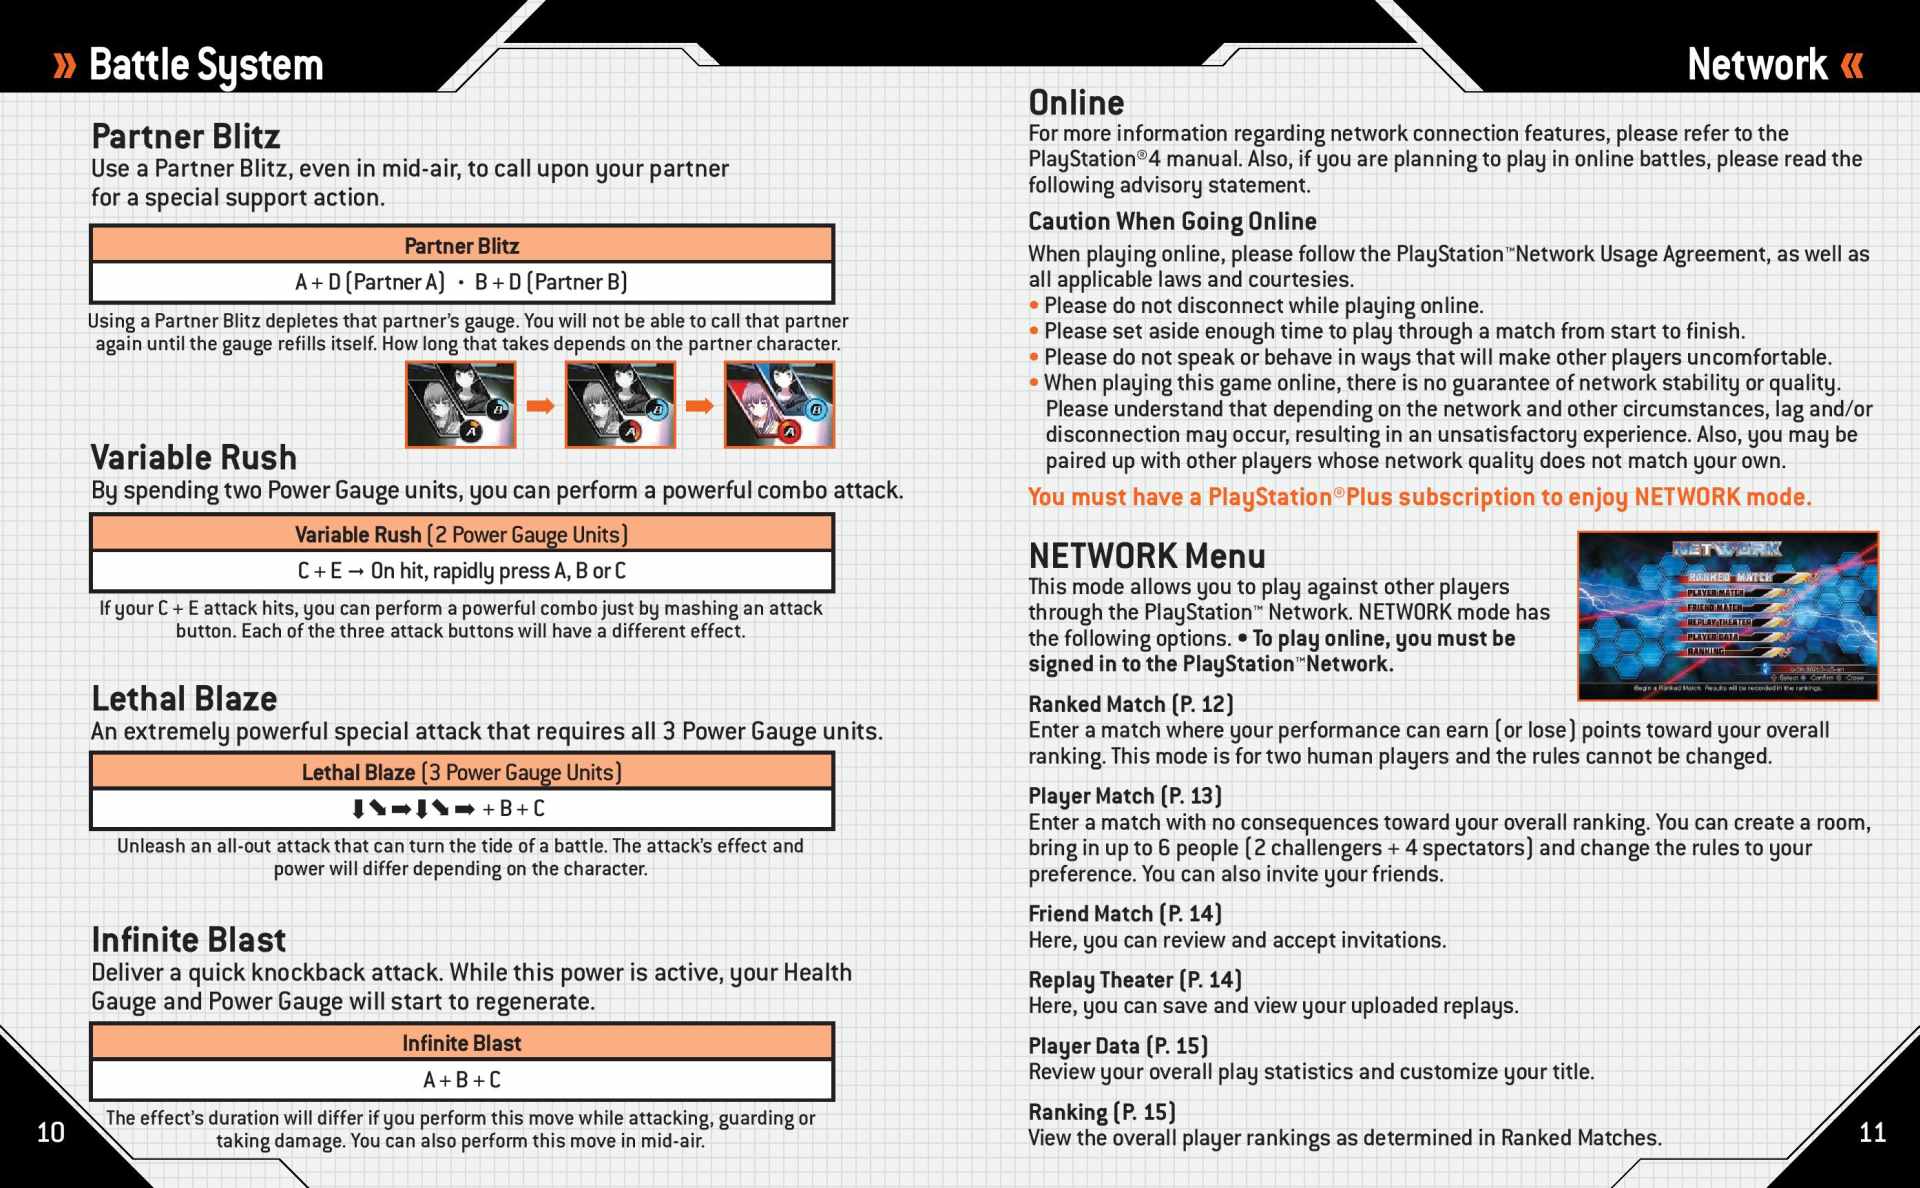 » Battle System
Partner Blitz
Use a Partner Blitz, even in mid-air, to call upon your partner
for a special support action.
Partner Blitz
A + D (Partner A) • B + D (Partner B)
Using a Partner Blitz depletes that partner's gauge. You will not be able to call that partner
again until the gauge refills itself. How long that takes depends on the partner character.
B
A
B
A
B
A
Variable Rush
By spending two Power Gauge units, you can perform a powerful combo attack.
Variable Rush (2 Power Gauge Units)
C + E → On hit, rapidly press A, B or C
If your C + E attack hits, you can perform a powerful combo just by mashing an attack
button. Each of the three attack buttons will have a different effect.
Lethal Blaze
An extremely powerful special attack that requires all 3 Power Gauge units.
Lethal Blaze (3 Power Gauge Units)
⬇⬊➡⬇⬊➡ + B + C
Unleash an all-out attack that can turn the tide of a battle. The attack's effect and
power will differ depending on the character.
Infinite Blast
Deliver a quick knockback attack. While this power is active, your Health
Gauge and Power Gauge will start to regenerate.
Infinite Blast
A + B + C
The effect's duration will differ if you perform this move while attacking, guarding or
taking damage. You can also perform this move in mid-air.
10
Network «
Online
For more information regarding network connection features, please refer to the
PlayStation®4 manual. Also, if you are planning to play in online battles, please read the
following advisory statement.
Caution When Going Online
When playing online, please follow the PlayStation™Network Usage Agreement, as well as
all applicable laws and courtesies.
• Please do not disconnect while playing online.
• Please set aside enough time to play through a match from start to finish.
• Please do not speak or behave in ways that will make other players uncomfortable.
• When playing this game online, there is no guarantee of network stability or quality.
Please understand that depending on the network and other circumstances, lag and/or
disconnection may occur, resulting in an unsatisfactory experience. Also, you may be
paired up with other players whose network quality does not match your own.
You must have a PlayStation®Plus subscription to enjoy NETWORK mode.
NETWORK Menu
This mode allows you to play against other players
through the PlayStation™ Network. NETWORK mode has
the following options. • To play online, you must be
signed in to the PlayStation™Network.
NETWORK
RANKED MATCH
PLAYER MATCH
FRIEND MATCH
REPLAY THEATER
PLAYER DATA
RANKING
Select Confirm Close
Begin a Ranked Match. Results will be recorded in the rankings.
Ranked Match (P. 12)
Enter a match where your performance can earn (or lose) points toward your overall
ranking. This mode is for two human players and the rules cannot be changed.
Player Match (P. 13)
Enter a match with no consequences toward your overall ranking. You can create a room,
bring in up to 6 people (2 challengers + 4 spectators) and change the rules to your
preference. You can also invite your friends.
Friend Match (P. 14)
Here, you can review and accept invitations.
Replay Theater (P. 14)
Here, you can save and view your uploaded replays.
Player Data (P. 15)
Review your overall play statistics and customize your title.
Ranking (P. 15)
View the overall player rankings as determined in Ranked Matches.
11